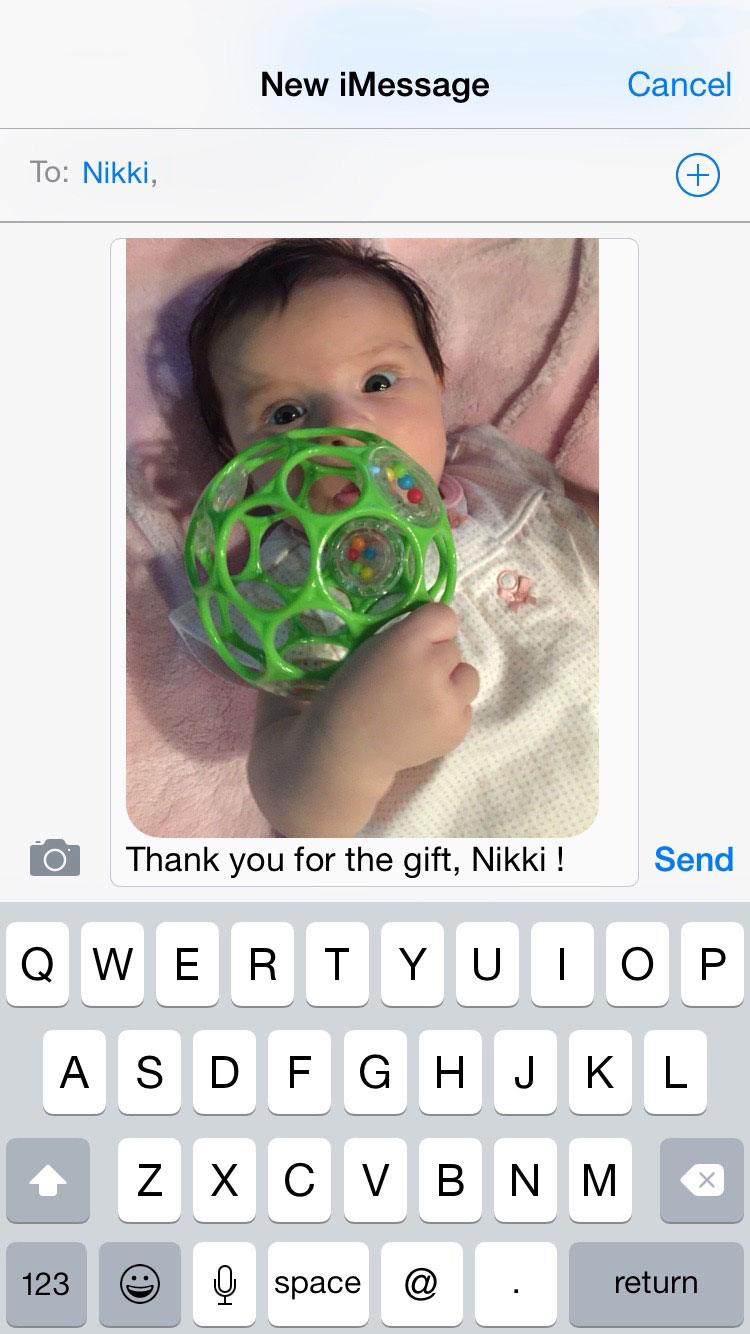 New iMessage Cancel
To: Nikki,
Thank you for the gift, Nikki ! Send
Q W E R T Y U I O P
A S D F G H J K L
Z X C V B N M
123 space @ . return